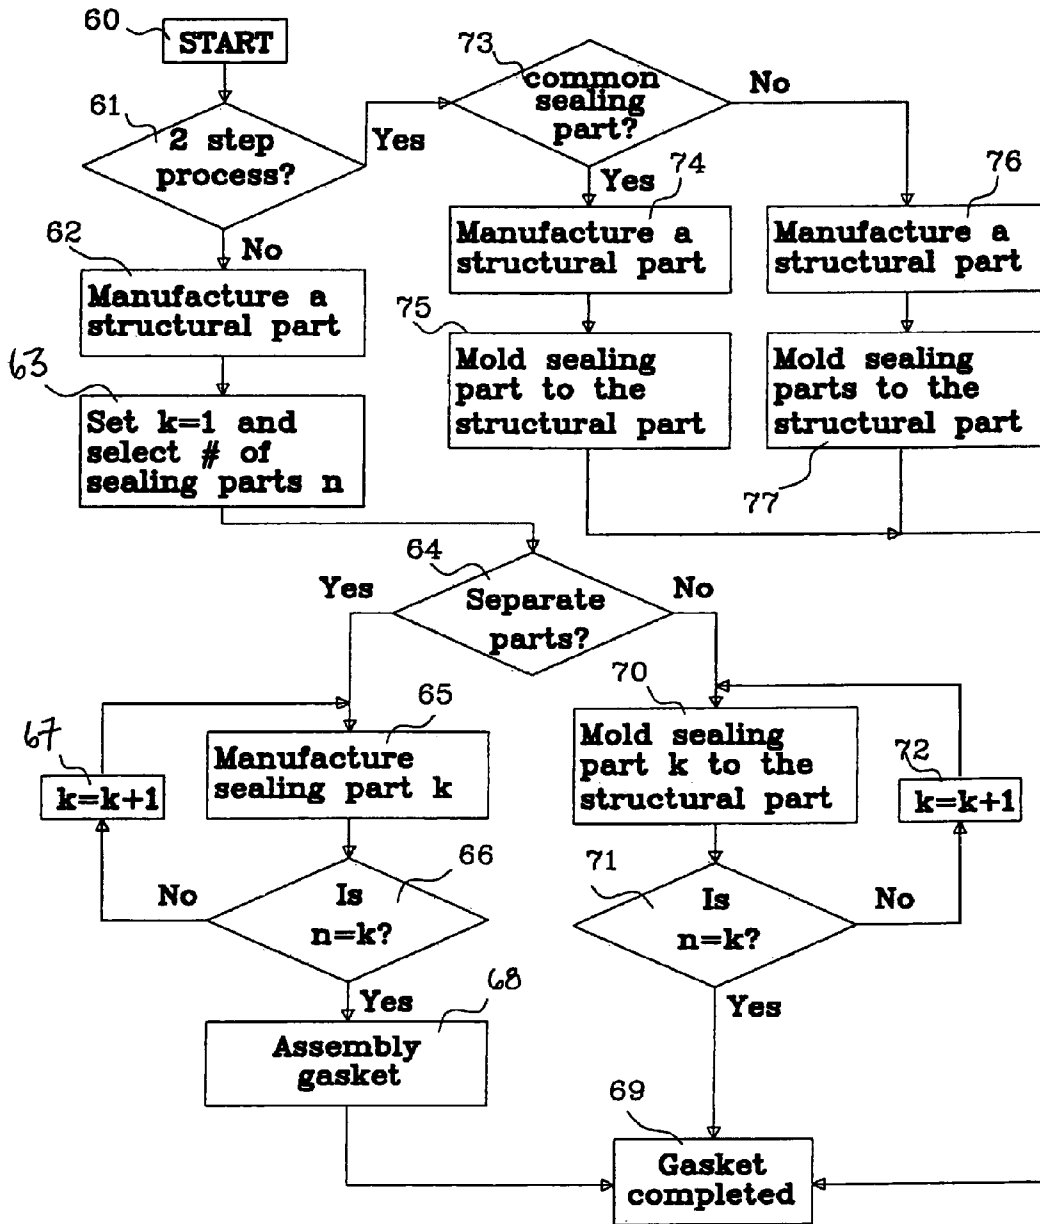 60
START
61
2 step
process?
Yes
No
62
Manufacture a
structural part
63
Set k=1 and
select # of
sealing parts n
73
common
sealing
part?
No
Yes
74
Manufacture a
structural part
75
Mold sealing
part to the
structural part
76
Manufacture a
structural part
Mold sealing
parts to the
structural part
77
64
Separate
parts?
Yes
No
65
Manufacture
sealing part k
67
k=k+1
66
Is
n=k?
No
Yes
68
Assembly
gasket
70
Mold sealing
part k to the
structural part
72
k=k+1
71
Is
n=k?
No
Yes
69
Gasket
completed